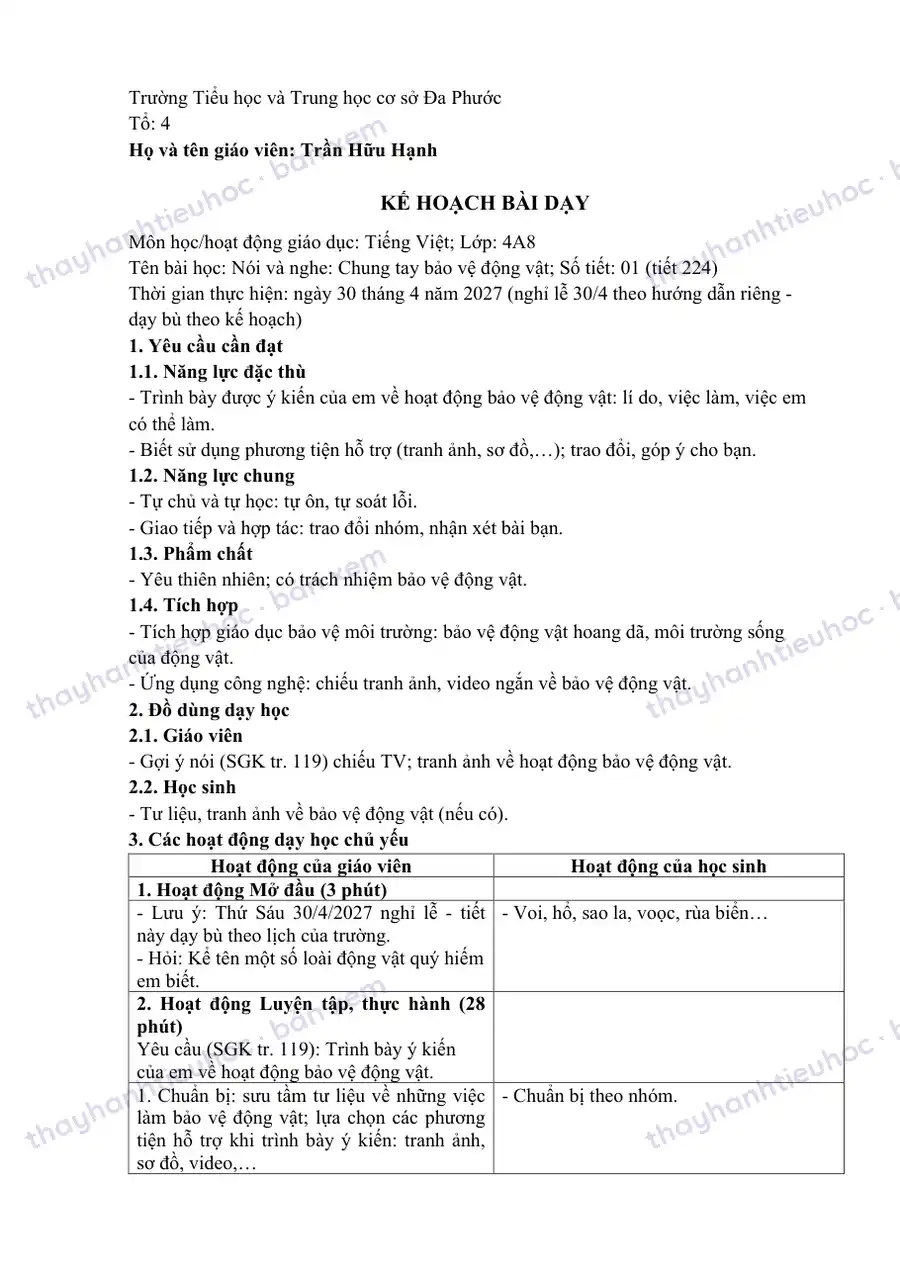 Trường Tiểu học và Trung học cơ sở Đa Phước
Tổ: 4
Họ và tên giáo viên: Trần Hữu Hạnh
KẾ HOẠCH BÀI DẠY
Môn học/hoạt động giáo dục: Tiếng Việt; Lớp: 4A8
Tên bài học: Nói và nghe: Chung tay bảo vệ động vật; Số tiết: 01 (tiết 224)
Thời gian thực hiện: ngày 30 tháng 4 năm 2027 (nghỉ lễ 30/4 theo hướng dẫn riêng -
dạy bù theo kế hoạch)
1. Yêu cầu cần đạt
1.1. Năng lực đặc thù
- Trình bày được ý kiến của em về hoạt động bảo vệ động vật: lí do, việc làm, việc em
có thể làm.
- Biết sử dụng phương tiện hỗ trợ (tranh ảnh, sơ đồ,…); trao đổi, góp ý cho bạn.
1.2. Năng lực chung
- Tự chủ và tự học: tự ôn, tự soát lỗi.
- Giao tiếp và hợp tác: trao đổi nhóm, nhận xét bài bạn.
1.3. Phẩm chất
- Yêu thiên nhiên; có trách nhiệm bảo vệ động vật.
1.4. Tích hợp
- Tích hợp giáo dục bảo vệ môi trường: bảo vệ động vật hoang dã, môi trường sống
của động vật.
- Ứng dụng công nghệ: chiếu tranh ảnh, video ngắn về bảo vệ động vật.
2. Đồ dùng dạy học
2.1. Giáo viên
- Gợi ý nói (SGK tr. 119) chiếu TV; tranh ảnh về hoạt động bảo vệ động vật.
2.2. Học sinh
- Tư liệu, tranh ảnh về bảo vệ động vật (nếu có).
3. Các hoạt động dạy học chủ yếu
Hoạt động của giáo viên
Hoạt động của học sinh
1. Hoạt động Mở đầu (3 phút)
- Lưu ý: Thứ Sáu 30/4/2027 nghỉ lễ - tiết
này dạy bù theo lịch của trường.
- Hỏi: Kể tên một số loài động vật quý hiếm
em biết.
- Voi, hổ, sao la, voọc, rùa biển…
2. Hoạt động Luyện tập, thực hành (28
phút)
Yêu cầu (SGK tr. 119): Trình bày ý kiến
của em về hoạt động bảo vệ động vật.
1. Chuẩn bị: sưu tầm tư liệu về những việc
làm bảo vệ động vật; lựa chọn các phương
tiện hỗ trợ khi trình bày ý kiến: tranh ảnh,
sơ đồ, video,…
- Chuẩn bị theo nhóm.
thayhanhtieuhoc · bản xem
thayhanhtieuhoc · b
thayhanhtieuhoc · bản xem
thayhanhtieuhoc · b
thayhanhtieuhoc · bản xem
thayhanhtieuhoc · b